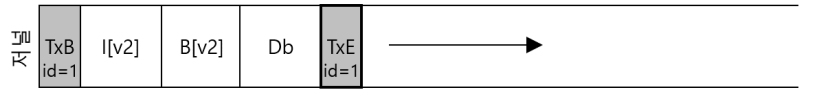 저널
TxB
id=1
I[v2]
B[v2]
Db
TxE
id=1